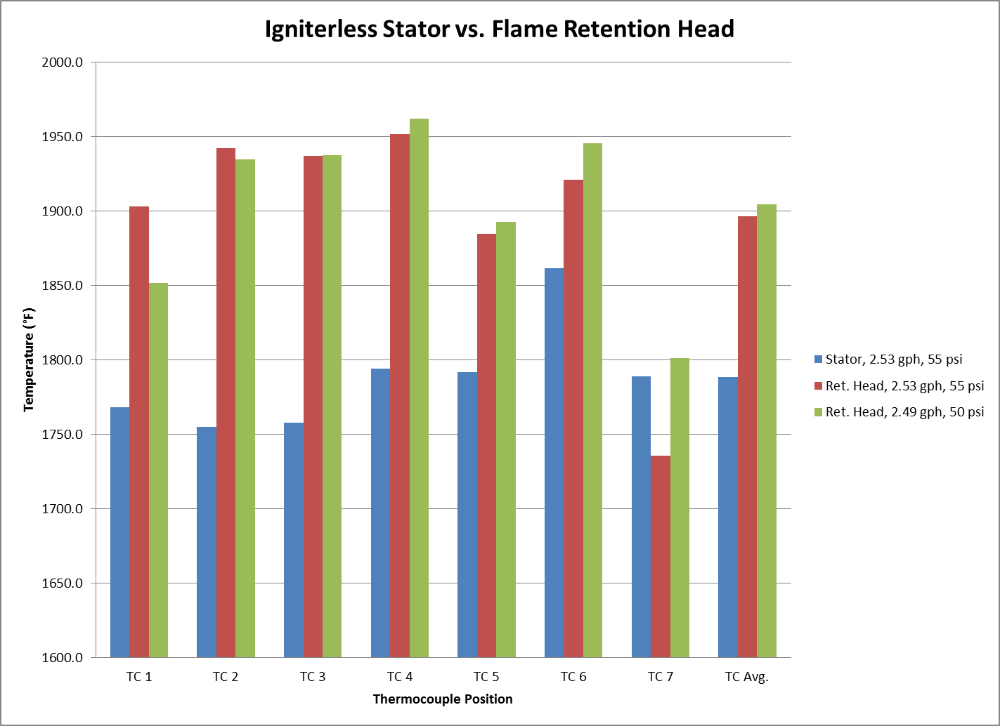 Igniterless Stator vs. Flame Retention Head
2000.0
1950.0
1900.0
1850.0
1800.0
1750.0
1700.0
1650.0
1600.0
Temperature (°F)
TC 1 TC 2 TC 3 TC 4 TC 5 TC 6 TC 7 TC Avg.
Thermocouple Position
Stator, 2.53 gph, 55 psi
Ret. Head, 2.53 gph, 55 psi
Ret. Head, 2.49 gph, 50 psi